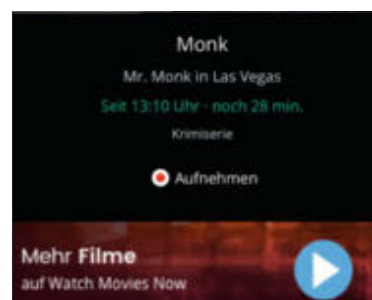 Monk
Mr. Monk in Las Vegas
Seit 13:10 Uhr · noch 28 min.
Krimiserie
Aufnehmen
Mehr Filme
auf Watch Movies Now